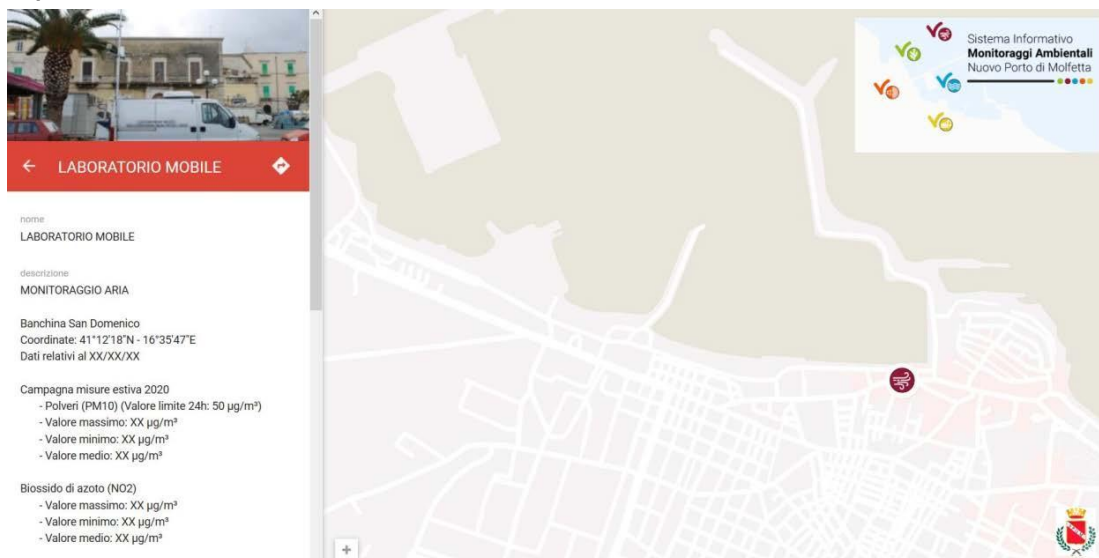 LABORATORIO MOBILE
nome
LABORATORIO MOBILE
descrizione
MONITORAGGIO ARIA
Banchina San Domenico
Coordinate: 41°12'18"N - 16°35'47"E
Dati relativi al XX/XX/XX
Campagna misure estiva 2020
- Polveri (PM10) (Valore limite 24h: 50 µg/m³)
- Valore massimo: XX µg/m³
- Valore minimo: XX µg/m³
- Valore medio: XX µg/m³
Biossido di azoto (NO2)
- Valore massimo: XX µg/m³
- Valore minimo: XX µg/m³
- Valore medio: XX µg/m³
Sistema Informativo
Monitoraggi Ambientali
Nuovo Porto di Molfetta